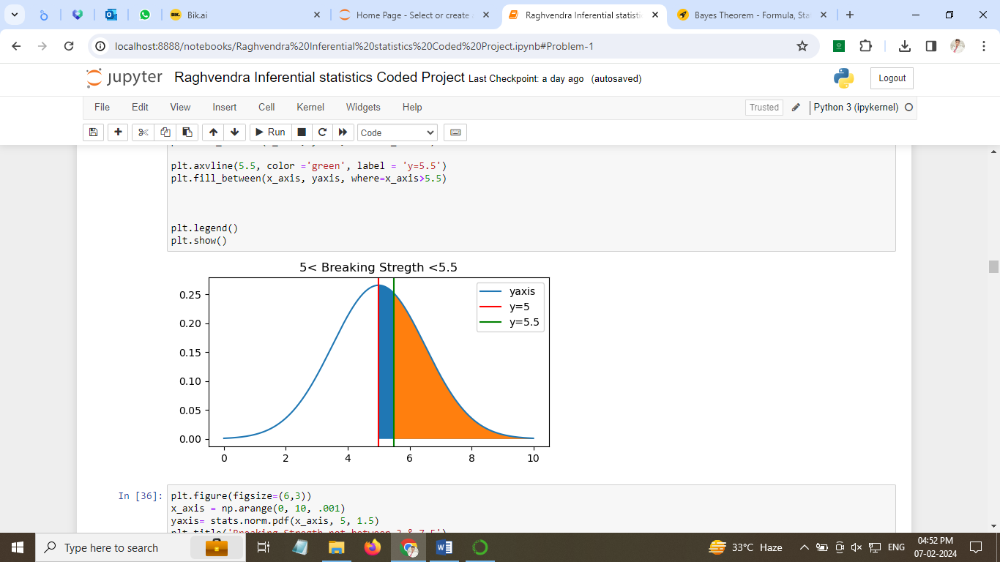 Bik.ai
Home Page - Select or create
Raghvendra Inferential statisti
Bayes Theorem - Formula, Sta
localhost:8888/notebooks/Raghvendra%20Inferential%20statistics%20Coded%20Project.ipynb#Problem-1
jupyter Raghvendra Inferential statistics Coded Project Last Checkpoint: a day ago (autosaved)
Logout
File Edit View Insert Cell Kernel Widgets Help
Trusted
Python 3 (ipykernel)
Run
Code
plt.axvline(5.5, color ='green', label = 'y=5.5')
plt.fill_between(x_axis, yaxis, where=x_axis>5.5)
plt.legend()
plt.show()
5< Breaking Stregth <5.5
yaxis
y=5
y=5.5
0.25
0.20
0.15
0.10
0.05
0.00
0 2 4 6 8 10
In [36]:
plt.figure(figsize=(6,3))
x_axis = np.arange(0, 10, .001)
yaxis= stats.norm.pdf(x_axis, 5, 1.5)
Type here to search
33°C Haze
ENG
04:52 PM
07-02-2024